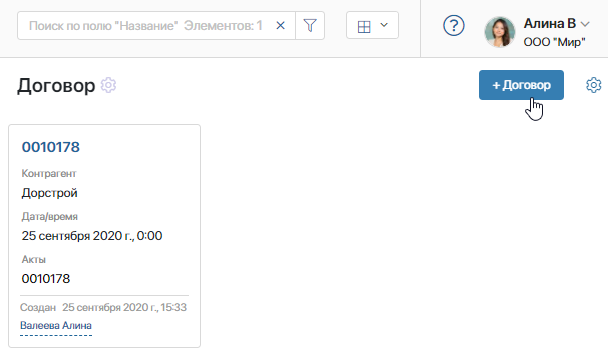 Поиск по полю "Название" Элементов: 1
Алина В
ООО "Мир"
Договор
+ Договор
0010178
Контрагент
Дорстрой
Дата/время
25 сентября 2020 г., 0:00
Акты
0010178
Создан 25 сентября 2020 г., 15:33
Валеева Алина